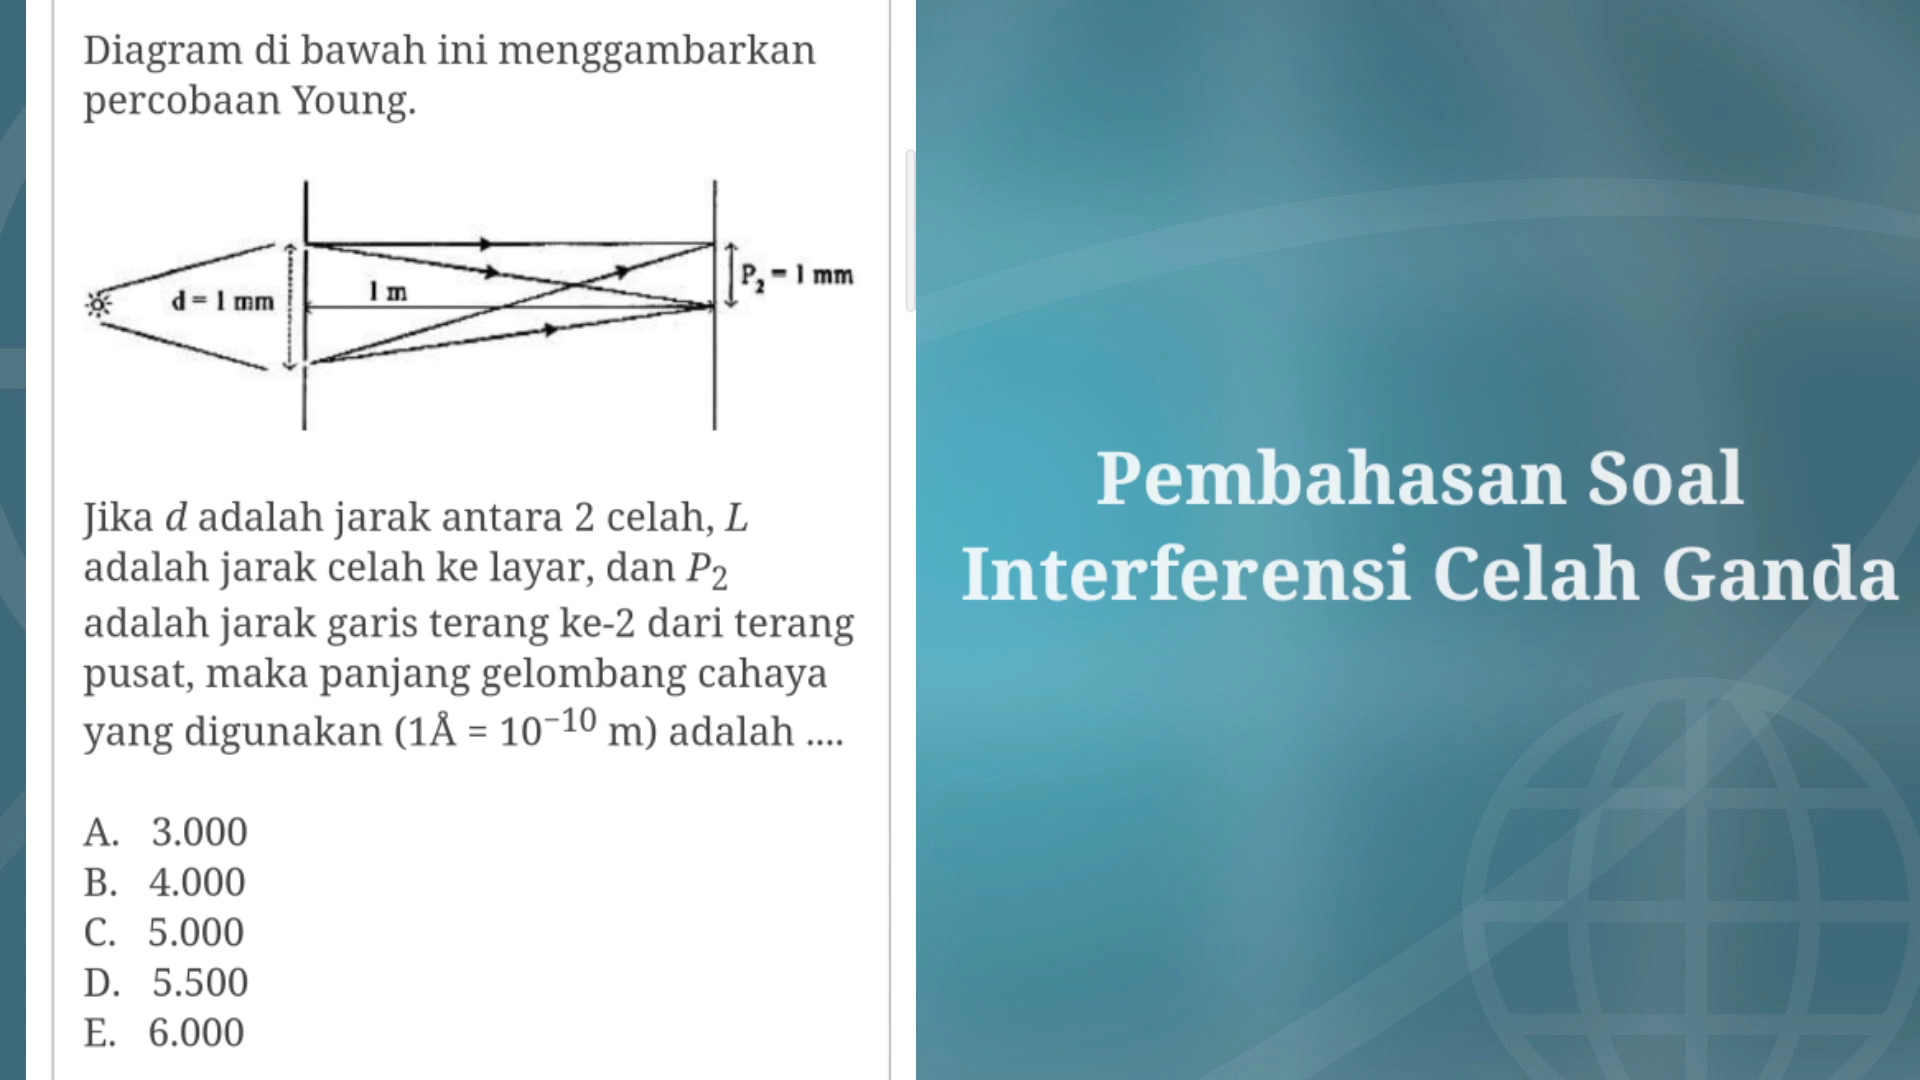 Diagram di bawah ini menggambarkan
percobaan Young.
d = 1 mm
1 m
P₂ = 1 mm
Jika d adalah jarak antara 2 celah, L
adalah jarak celah ke layar, dan P₂
adalah jarak garis terang ke-2 dari terang
pusat, maka panjang gelombang cahaya
yang digunakan (1Å = 10⁻¹⁰ m) adalah ....
A. 3.000
B. 4.000
C. 5.000
D. 5.500
E. 6.000
Pembahasan Soal
Interferensi Celah Ganda